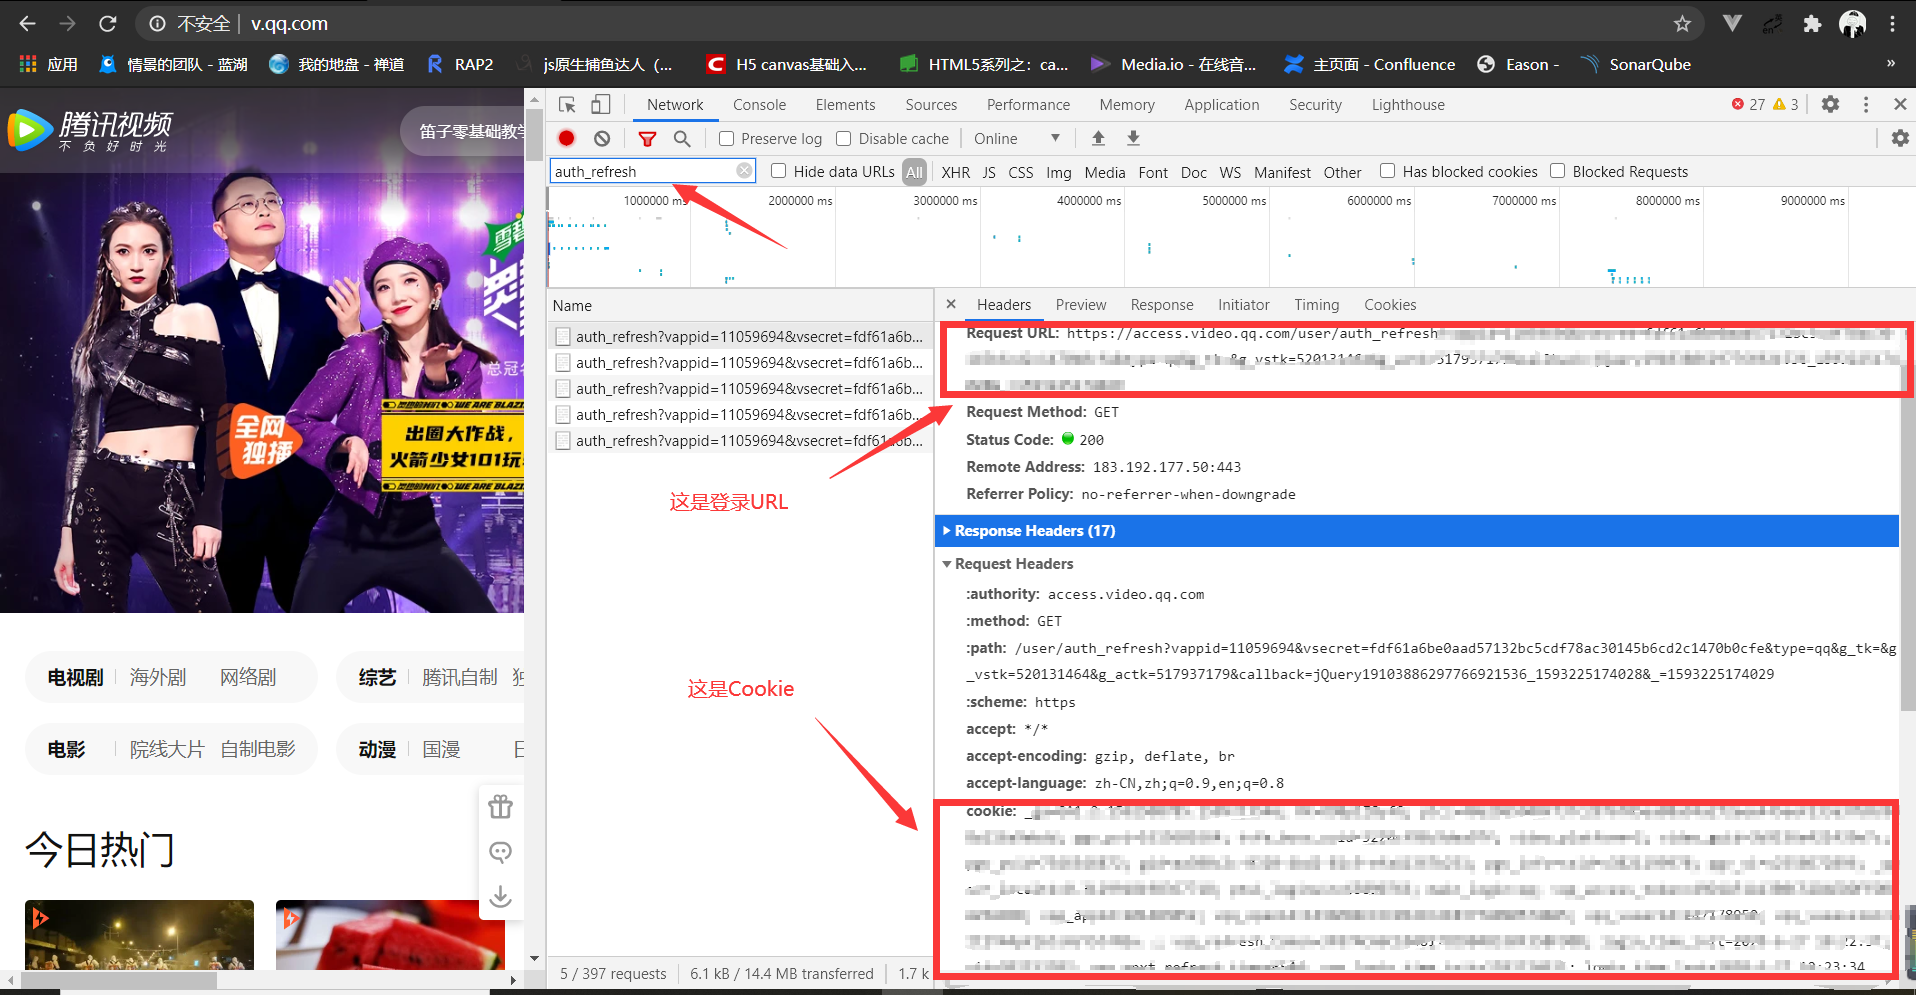 不安全 | v.qq.com
应用 情景的团队 - 蓝湖 我的地盘 - 禅道 RAP2 js原生捕鱼达人 (... H5 canvas基础入... HTML5系列之：ca... Media.io - 在线音... 主页面 - Confluence Eason - SonarQube »
腾讯视频
不负好时光
笛子零基础教学
雪碧
总冠名
全网
独播
WE ARE BLAZING
出圈大作战，
火箭少女101玩
电视剧 海外剧 网络剧 综艺 腾讯自制 独
电影 院线大片 自制电影 动漫 国漫 日
今日热门
Network Console Elements Sources Performance Memory Application Security Lighthouse 27 3
Preserve log Disable cache Online
auth_refresh Hide data URLs All XHR JS CSS Img Media Font Doc WS Manifest Other Has blocked cookies Blocked Requests
1000000 ms 2000000 ms 3000000 ms 4000000 ms 5000000 ms 6000000 ms 7000000 ms 8000000 ms 9000000 ms
Name
auth_refresh?vappid=11059694&vsecret=fdf61a6b...
auth_refresh?vappid=11059694&vsecret=fdf61a6b...
auth_refresh?vappid=11059694&vsecret=fdf61a6b...
auth_refresh?vappid=11059694&vsecret=fdf61a6b...
auth_refresh?vappid=11059694&vsecret=fdf61a6b...
这是登录URL
这是Cookie
5 / 397 requests 6.1 kB / 14.4 MB transferred 1.7 k
Headers Preview Response Initiator Timing Cookies
Request URL: https://access.video.qq.com/user/auth_refresh
&g_vstk=5201314
Request Method: GET
Status Code: 200
Remote Address: 183.192.177.50:443
Referrer Policy: no-referrer-when-downgrade
Response Headers (17)
Request Headers
:authority: access.video.qq.com
:method: GET
:path: /user/auth_refresh?vappid=11059694&vsecret=fdf61a6be0aad57132bc5cdf78ac30145b6cd2c1470b0cfe&type=qq&g_tk=&g
_vstk=520131464&g_actk=517937179&callback=jQuery19103886297766921536_1593225174028&_=1593225174029
:scheme: https
accept: */*
accept-encoding: gzip, deflate, br
accept-language: zh-CN,zh;q=0.9,en;q=0.8
cookie: